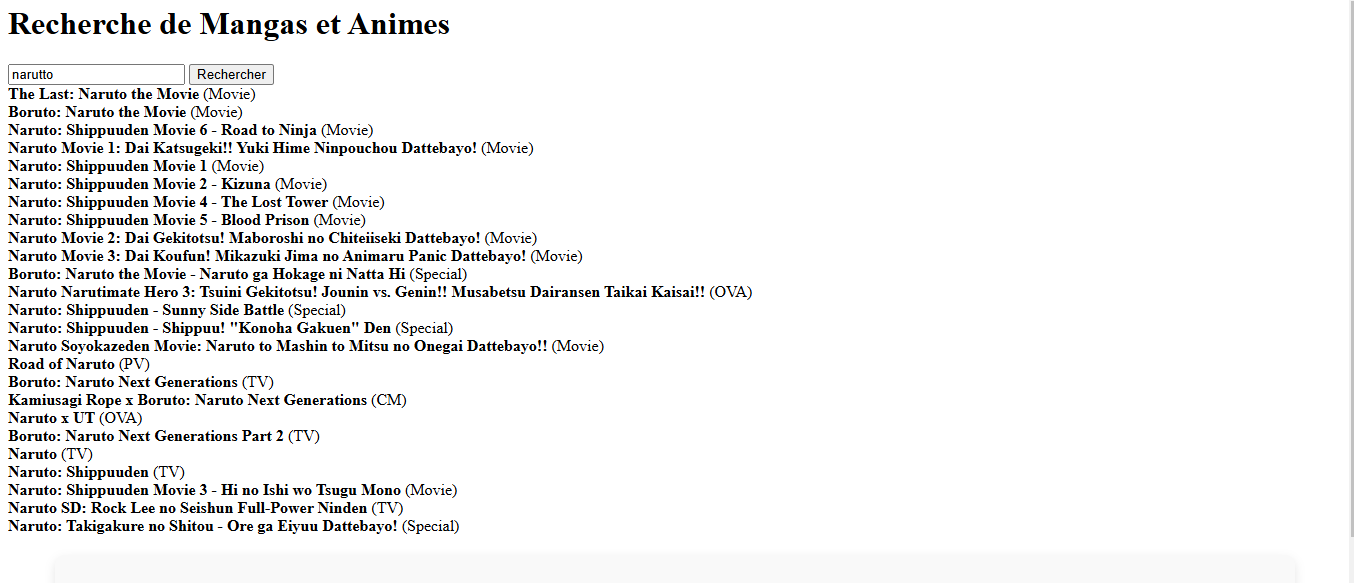 Recherche de Mangas et Animes
narutto Rechercher
The Last: Naruto the Movie (Movie)
Boruto: Naruto the Movie (Movie)
Naruto: Shippuuden Movie 6 - Road to Ninja (Movie)
Naruto Movie 1: Dai Katsugeki!! Yuki Hime Ninpouchou Dattebayo! (Movie)
Naruto: Shippuuden Movie 1 (Movie)
Naruto: Shippuuden Movie 2 - Kizuna (Movie)
Naruto: Shippuuden Movie 4 - The Lost Tower (Movie)
Naruto: Shippuuden Movie 5 - Blood Prison (Movie)
Naruto Movie 2: Dai Gekitotsu! Maboroshi no Chiteiiseki Dattebayo! (Movie)
Naruto Movie 3: Dai Koufun! Mikazuki Jima no Animaru Panic Dattebayo! (Movie)
Boruto: Naruto the Movie - Naruto ga Hokage ni Natta Hi (Special)
Naruto Narutimate Hero 3: Tsuini Gekitotsu! Jounin vs. Genin!! Musabetsu Dairansen Taikai Kaisai!! (OVA)
Naruto: Shippuuden - Sunny Side Battle (Special)
Naruto: Shippuuden - Shippuu! "Konoha Gakuen" Den (Special)
Naruto Soyokazeden Movie: Naruto to Mashin to Mitsu no Onegai Dattebayo!! (Movie)
Road of Naruto (PV)
Boruto: Naruto Next Generations (TV)
Kamiusagi Rope x Boruto: Naruto Next Generations (CM)
Naruto x UT (OVA)
Boruto: Naruto Next Generations Part 2 (TV)
Naruto (TV)
Naruto: Shippuuden (TV)
Naruto: Shippuuden Movie 3 - Hi no Ishi wo Tsugu Mono (Movie)
Naruto SD: Rock Lee no Seishun Full-Power Ninden (TV)
Naruto: Takigakure no Shitou - Ore ga Eiyuu Dattebayo! (Special)